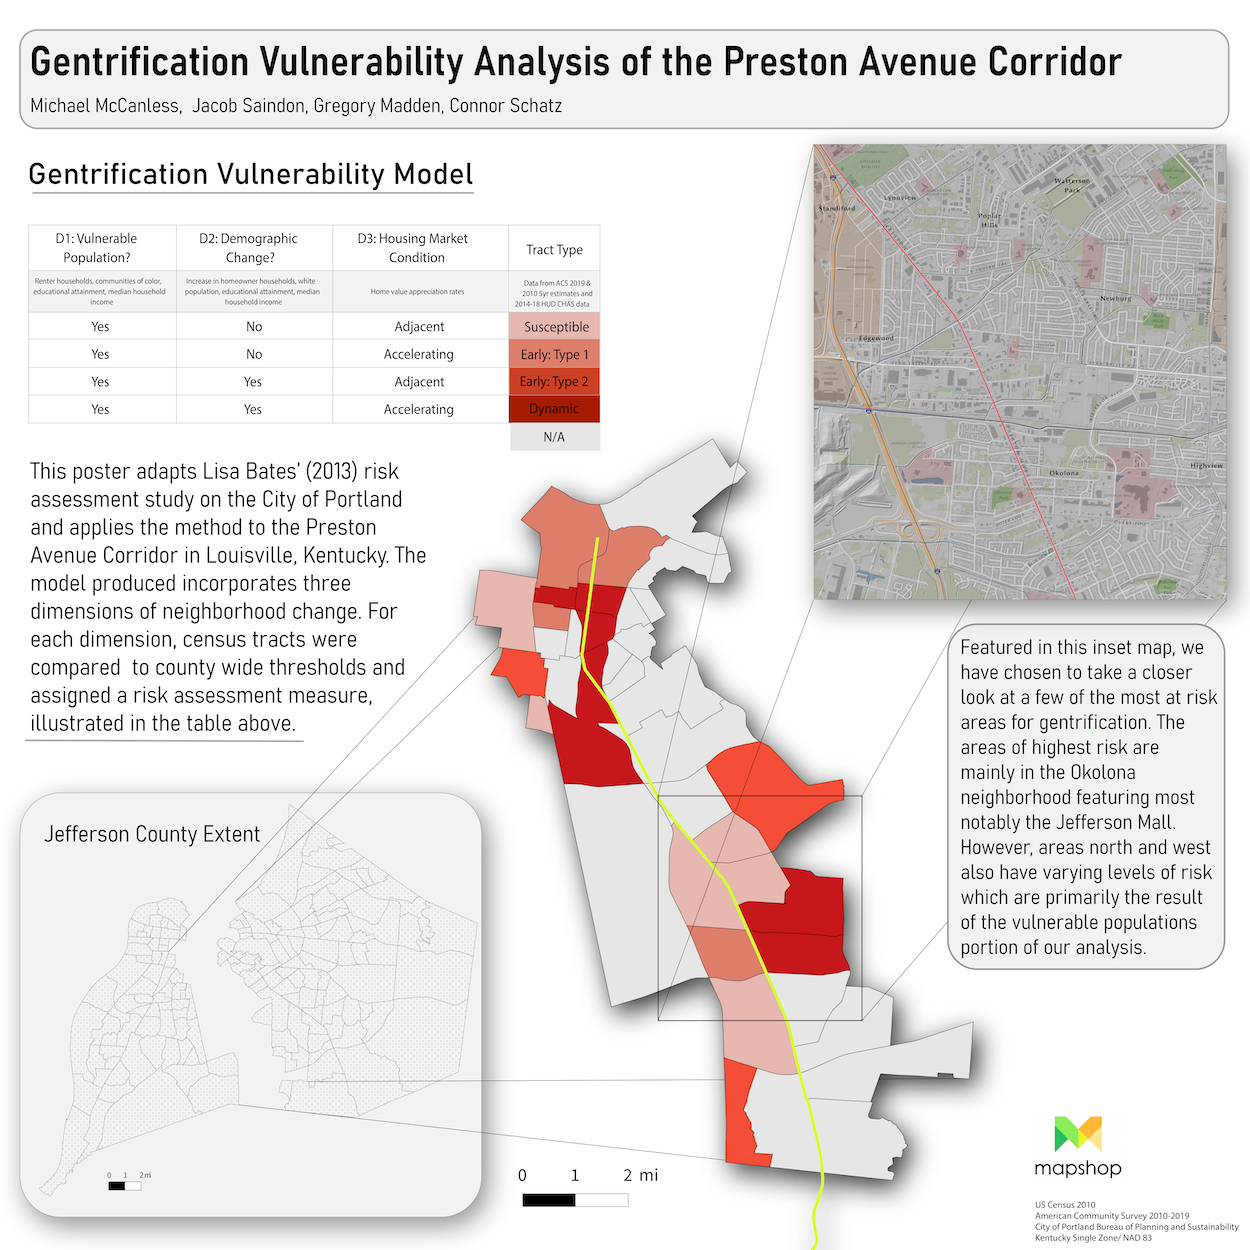 Gentrification Vulnerability Analysis of the Preston Avenue Corridor
Michael McCanless,  Jacob Saindon, Gregory Madden, Connor Schatz
Gentrification Vulnerability Model
D1: Vulnerable
Population?
D2: Demographic
Change?
D3: Housing Market
Condition
Tract Type
Renter households, communities of color,
educational attainment, median household
income
Increase in homeowner households, white
population, educational attainment, median
household income
Home value appreciation rates
Data from ACS 2019 &
2010 5yr estimates and
2014-18 HUD CHAS data
Yes No Adjacent Susceptible
Yes No Accelerating Early: Type 1
Yes Yes Adjacent Early: Type 2
Yes Yes Accelerating Dynamic
N/A
This poster adapts Lisa Bates’ (2013) risk
assessment study on the City of Portland
and applies the method to the Preston
Avenue Corridor in Louisville, Kentucky. The
model produced incorporates three
dimensions of neighborhood change. For
each dimension, census tracts were
compared  to county wide thresholds and
assigned a risk assessment measure,
illustrated in the table above.
Standiford
Lynnview
Watterson
Park
Poplar
Hills
Newburg
Edgewood
Okolona
Highview
Featured in this inset map, we
have chosen to take a closer
look at a few of the most at risk
areas for gentrification. The
areas of highest risk are
mainly in the Okolona
neighborhood featuring most
notably the Jefferson Mall.
However, areas north and west
also have varying levels of risk
which are primarily the result
of the vulnerable populations
portion of our analysis.
Jefferson County Extent
0 1 2 mi
0 1 2 mi
mapshop
US Census 2010
American Community Survey 2010-2019
City of Portland Bureau of Planning and Sustainability
Kentucky Single Zone/ NAD 83